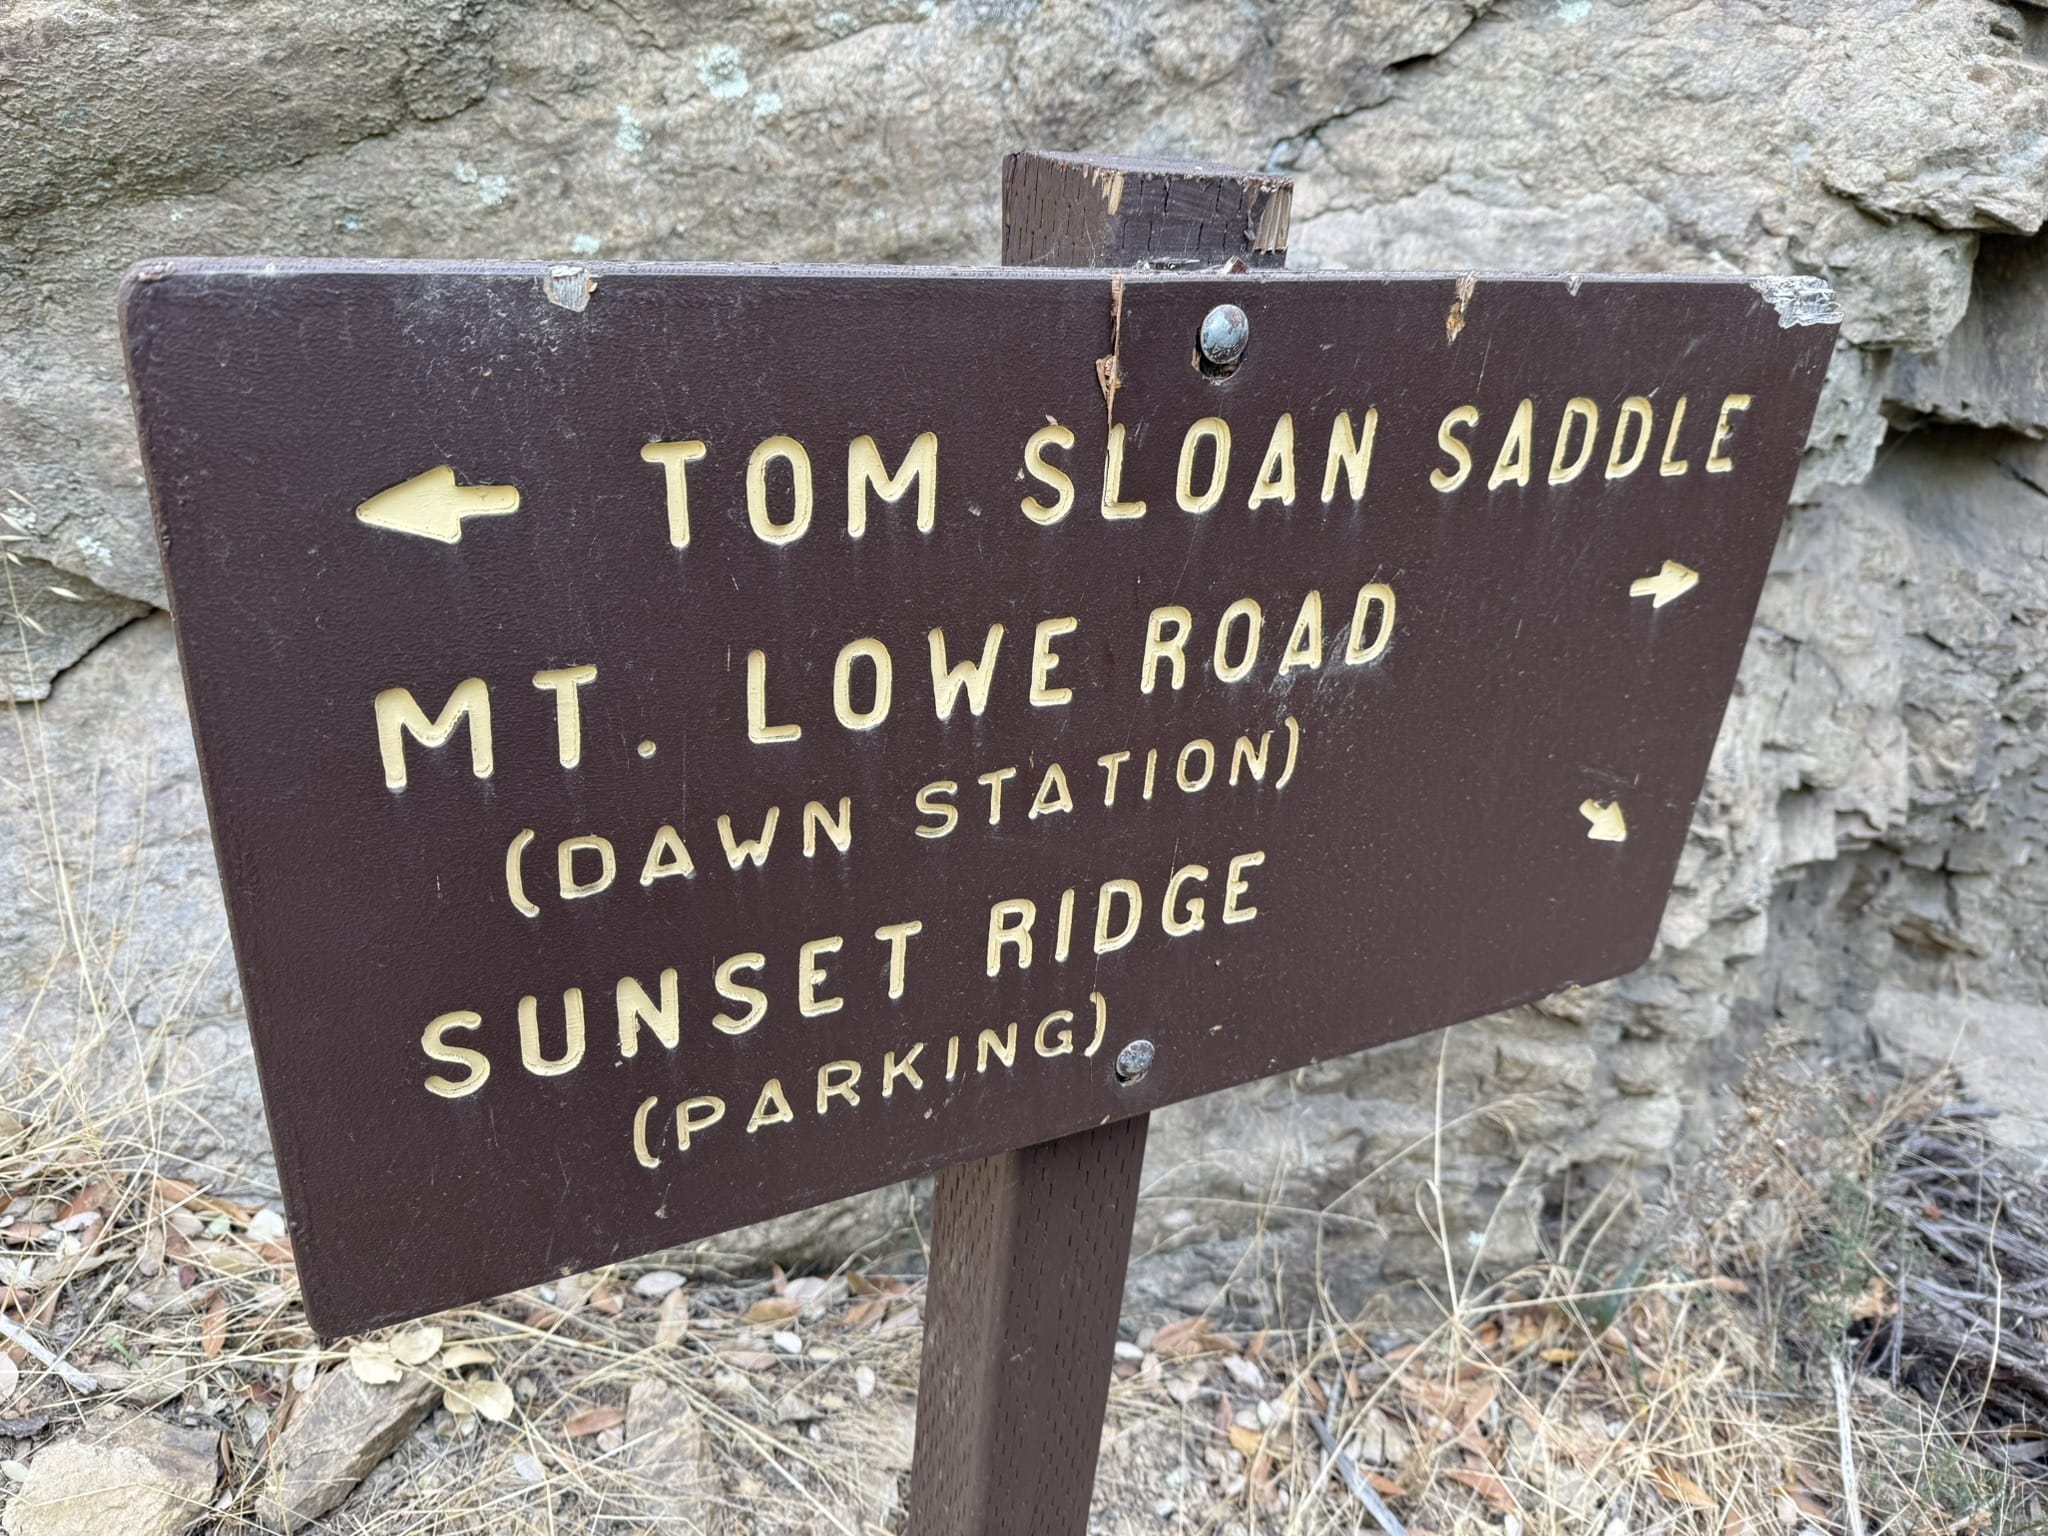 TOM SLOAN SADDLE
MT. LOWE ROAD
(DAWN STATION)
SUNSET RIDGE
(PARKING)